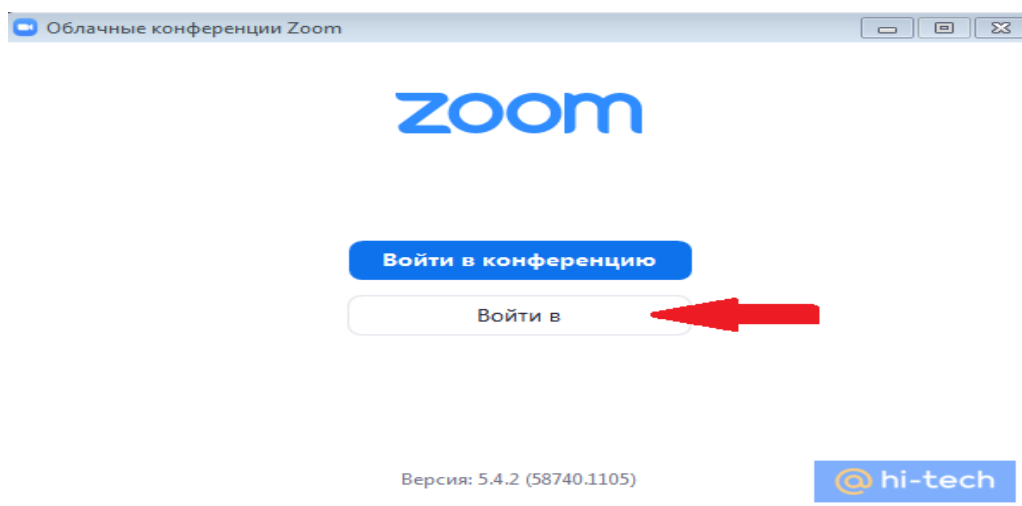 Облачные конференции Zoom
zoom
Войти в конференцию
Войти в
Версия: 5.4.2 (58740.1105)
@ hi-tech